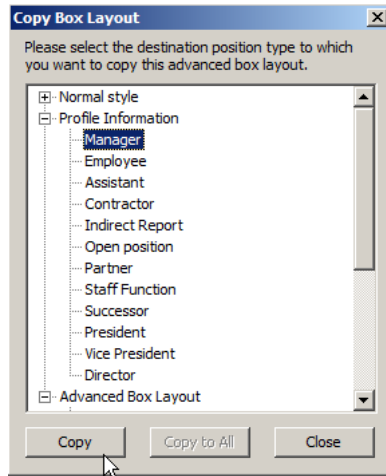 Copy Box Layout
Please select the destination position type to which
you want to copy this advanced box layout.
Normal style
Profile Information
Manager
Employee
Assistant
Contractor
Indirect Report
Open position
Partner
Staff Function
Successor
President
Vice President
Director
Advanced Box Layout
Copy Copy to All Close